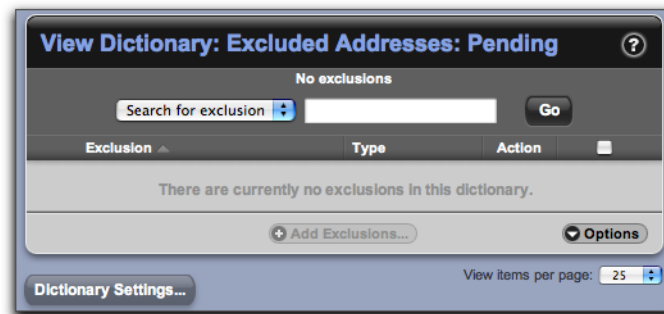 View Dictionary: Excluded Addresses: Pending ?
No exclusions
Search for exclusion Go
Exclusion Type Action
There are currently no exclusions in this dictionary.
Add Exclusions... Options
View items per page: 25
Dictionary Settings...